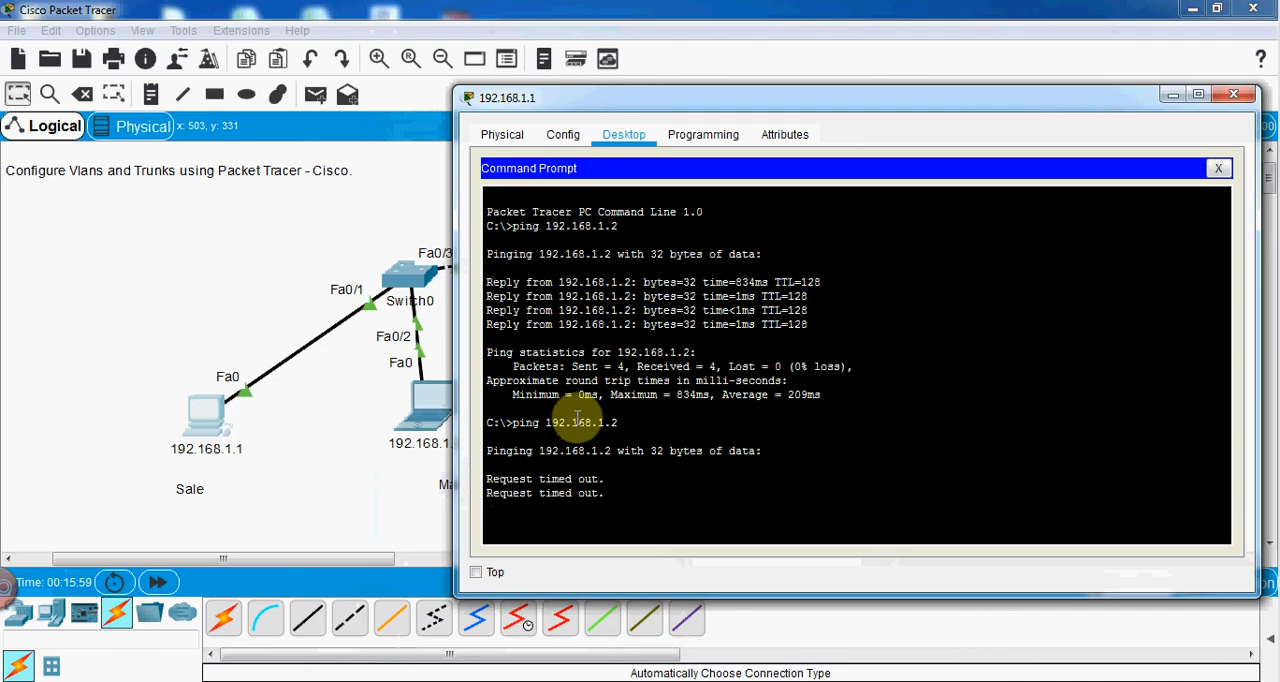 Cisco Packet Tracer
File Edit Options View Tools Extensions Help
?
Logical Physical x: 503, y: 331
Configure Vlans and Trunks using Packet Tracer - Cisco.
Fa0/3
Fa0/1
Switch0
Fa0/2
Fa0
Fa0
192.168.1.1
192.168.1.
Sale
192.168.1.1
Physical Config Desktop Programming Attributes
Command Prompt X
Packet Tracer PC Command Line 1.0
C:\>ping 192.168.1.2
Pinging 192.168.1.2 with 32 bytes of data:
Reply from 192.168.1.2: bytes=32 time=834ms TTL=128
Reply from 192.168.1.2: bytes=32 time=1ms TTL=128
Reply from 192.168.1.2: bytes=32 time<1ms TTL=128
Reply from 192.168.1.2: bytes=32 time=1ms TTL=128
Ping statistics for 192.168.1.2:
Packets: Sent = 4, Received = 4, Lost = 0 (0% loss),
Approximate round trip times in milli-seconds:
Minimum = 0ms, Maximum = 834ms, Average = 209ms
C:\>ping 192.168.1.2
Pinging 192.168.1.2 with 32 bytes of data:
Request timed out.
Request timed out.
Top
Time: 00:15:59
Automatically Choose Connection Type